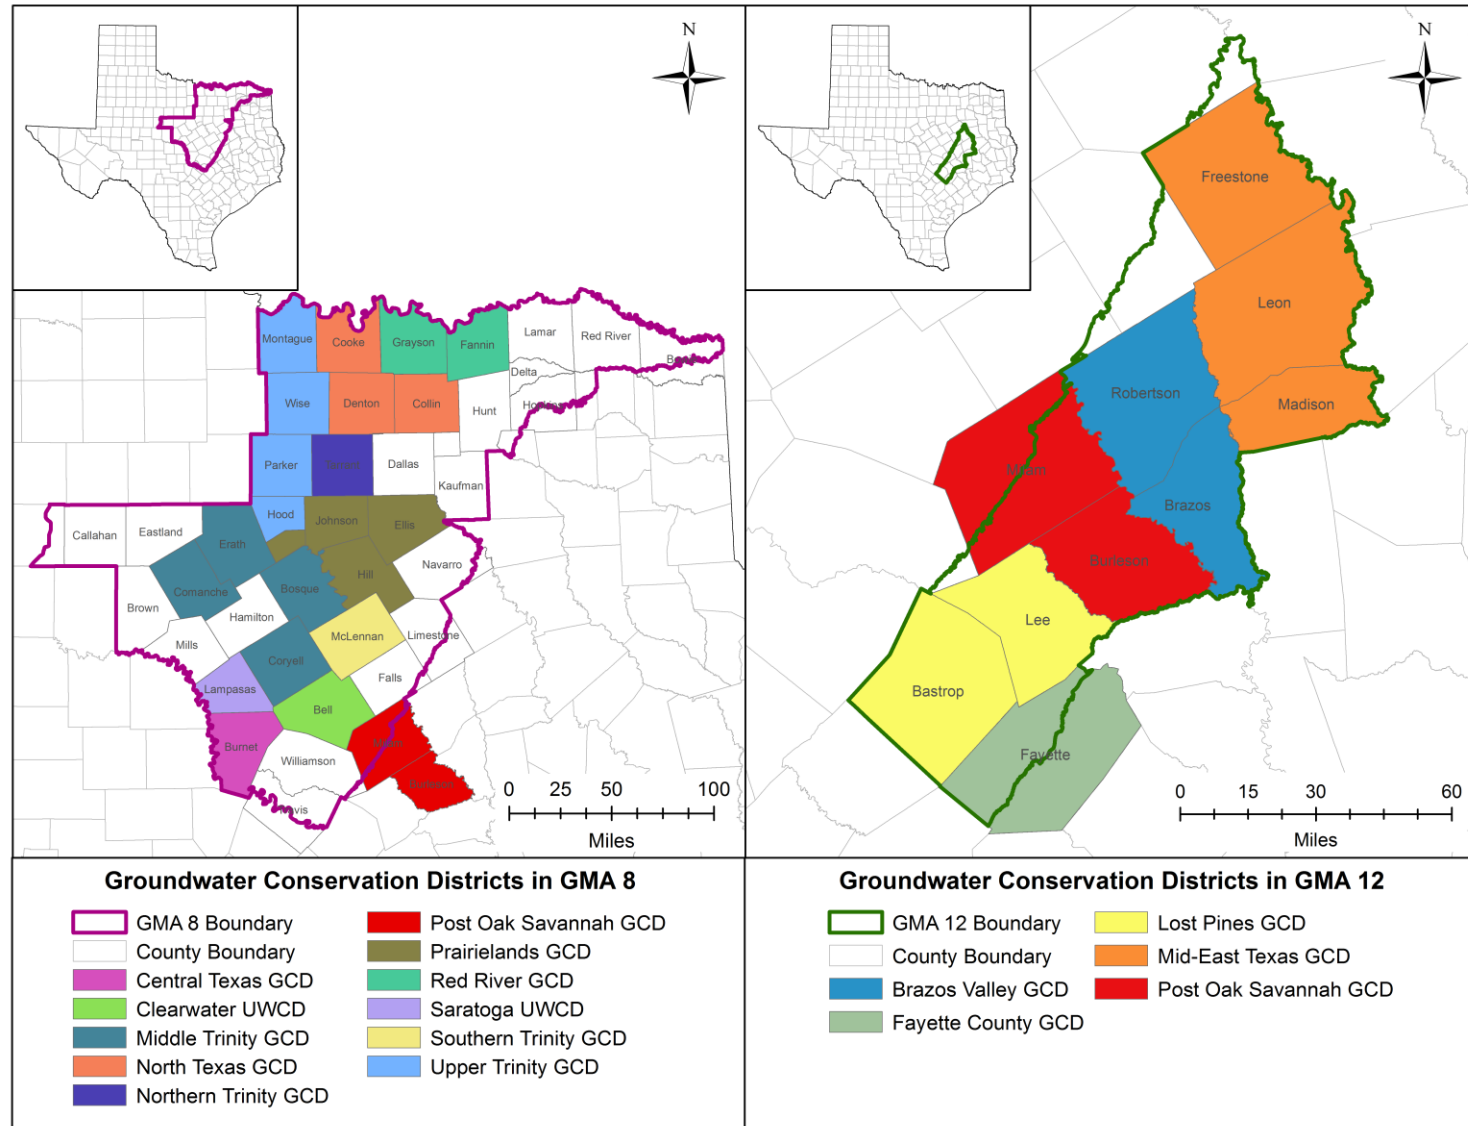 N
Montague
Cooke
Grayson
Fannin
Lamar
Red River
Delta
Wise
Denton
Collin
Hunt
Parker
Dallas
Kaufman
Hood
Johnson
Ellis
Callahan
Eastland
Erath
Navarro
Comanche
Bosque
Hill
Brown
Hamilton
McLennan
Limestone
Mills
Coryell
Lampasas
Falls
Bell
Burnet
Williamson
0 25 50 100
Miles
N
Freestone
Leon
Robertson
Madison
Milam
Brazos
Burleson
Lee
Bastrop
Fayette
0 15 30 60
Miles
Groundwater Conservation Districts in GMA 8
GMA 8 Boundary
County Boundary
Central Texas GCD
Clearwater UWCD
Middle Trinity GCD
North Texas GCD
Northern Trinity GCD
Post Oak Savannah GCD
Prairielands GCD
Red River GCD
Saratoga UWCD
Southern Trinity GCD
Upper Trinity GCD
Groundwater Conservation Districts in GMA 12
GMA 12 Boundary
County Boundary
Brazos Valley GCD
Fayette County GCD
Lost Pines GCD
Mid-East Texas GCD
Post Oak Savannah GCD